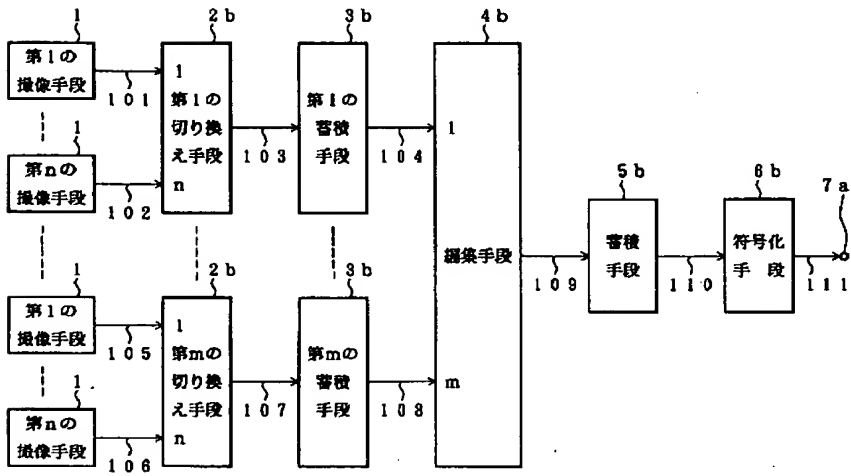 1
第1の
撮像手段
101
第nの
撮像手段
1
102
2b
1
第1の
切り換
え手段
n
103
3b
第1の
蓄積
手段
104
4b
1
編集手段
m
109
5b
蓄積
手段
110
6b
符号化
手段
111
7a
1
第1の
撮像手段
105
1
第nの
撮像手段
106
2b
1
第mの
切り換
え手段
n
107
3b
第mの
蓄積
手段
108